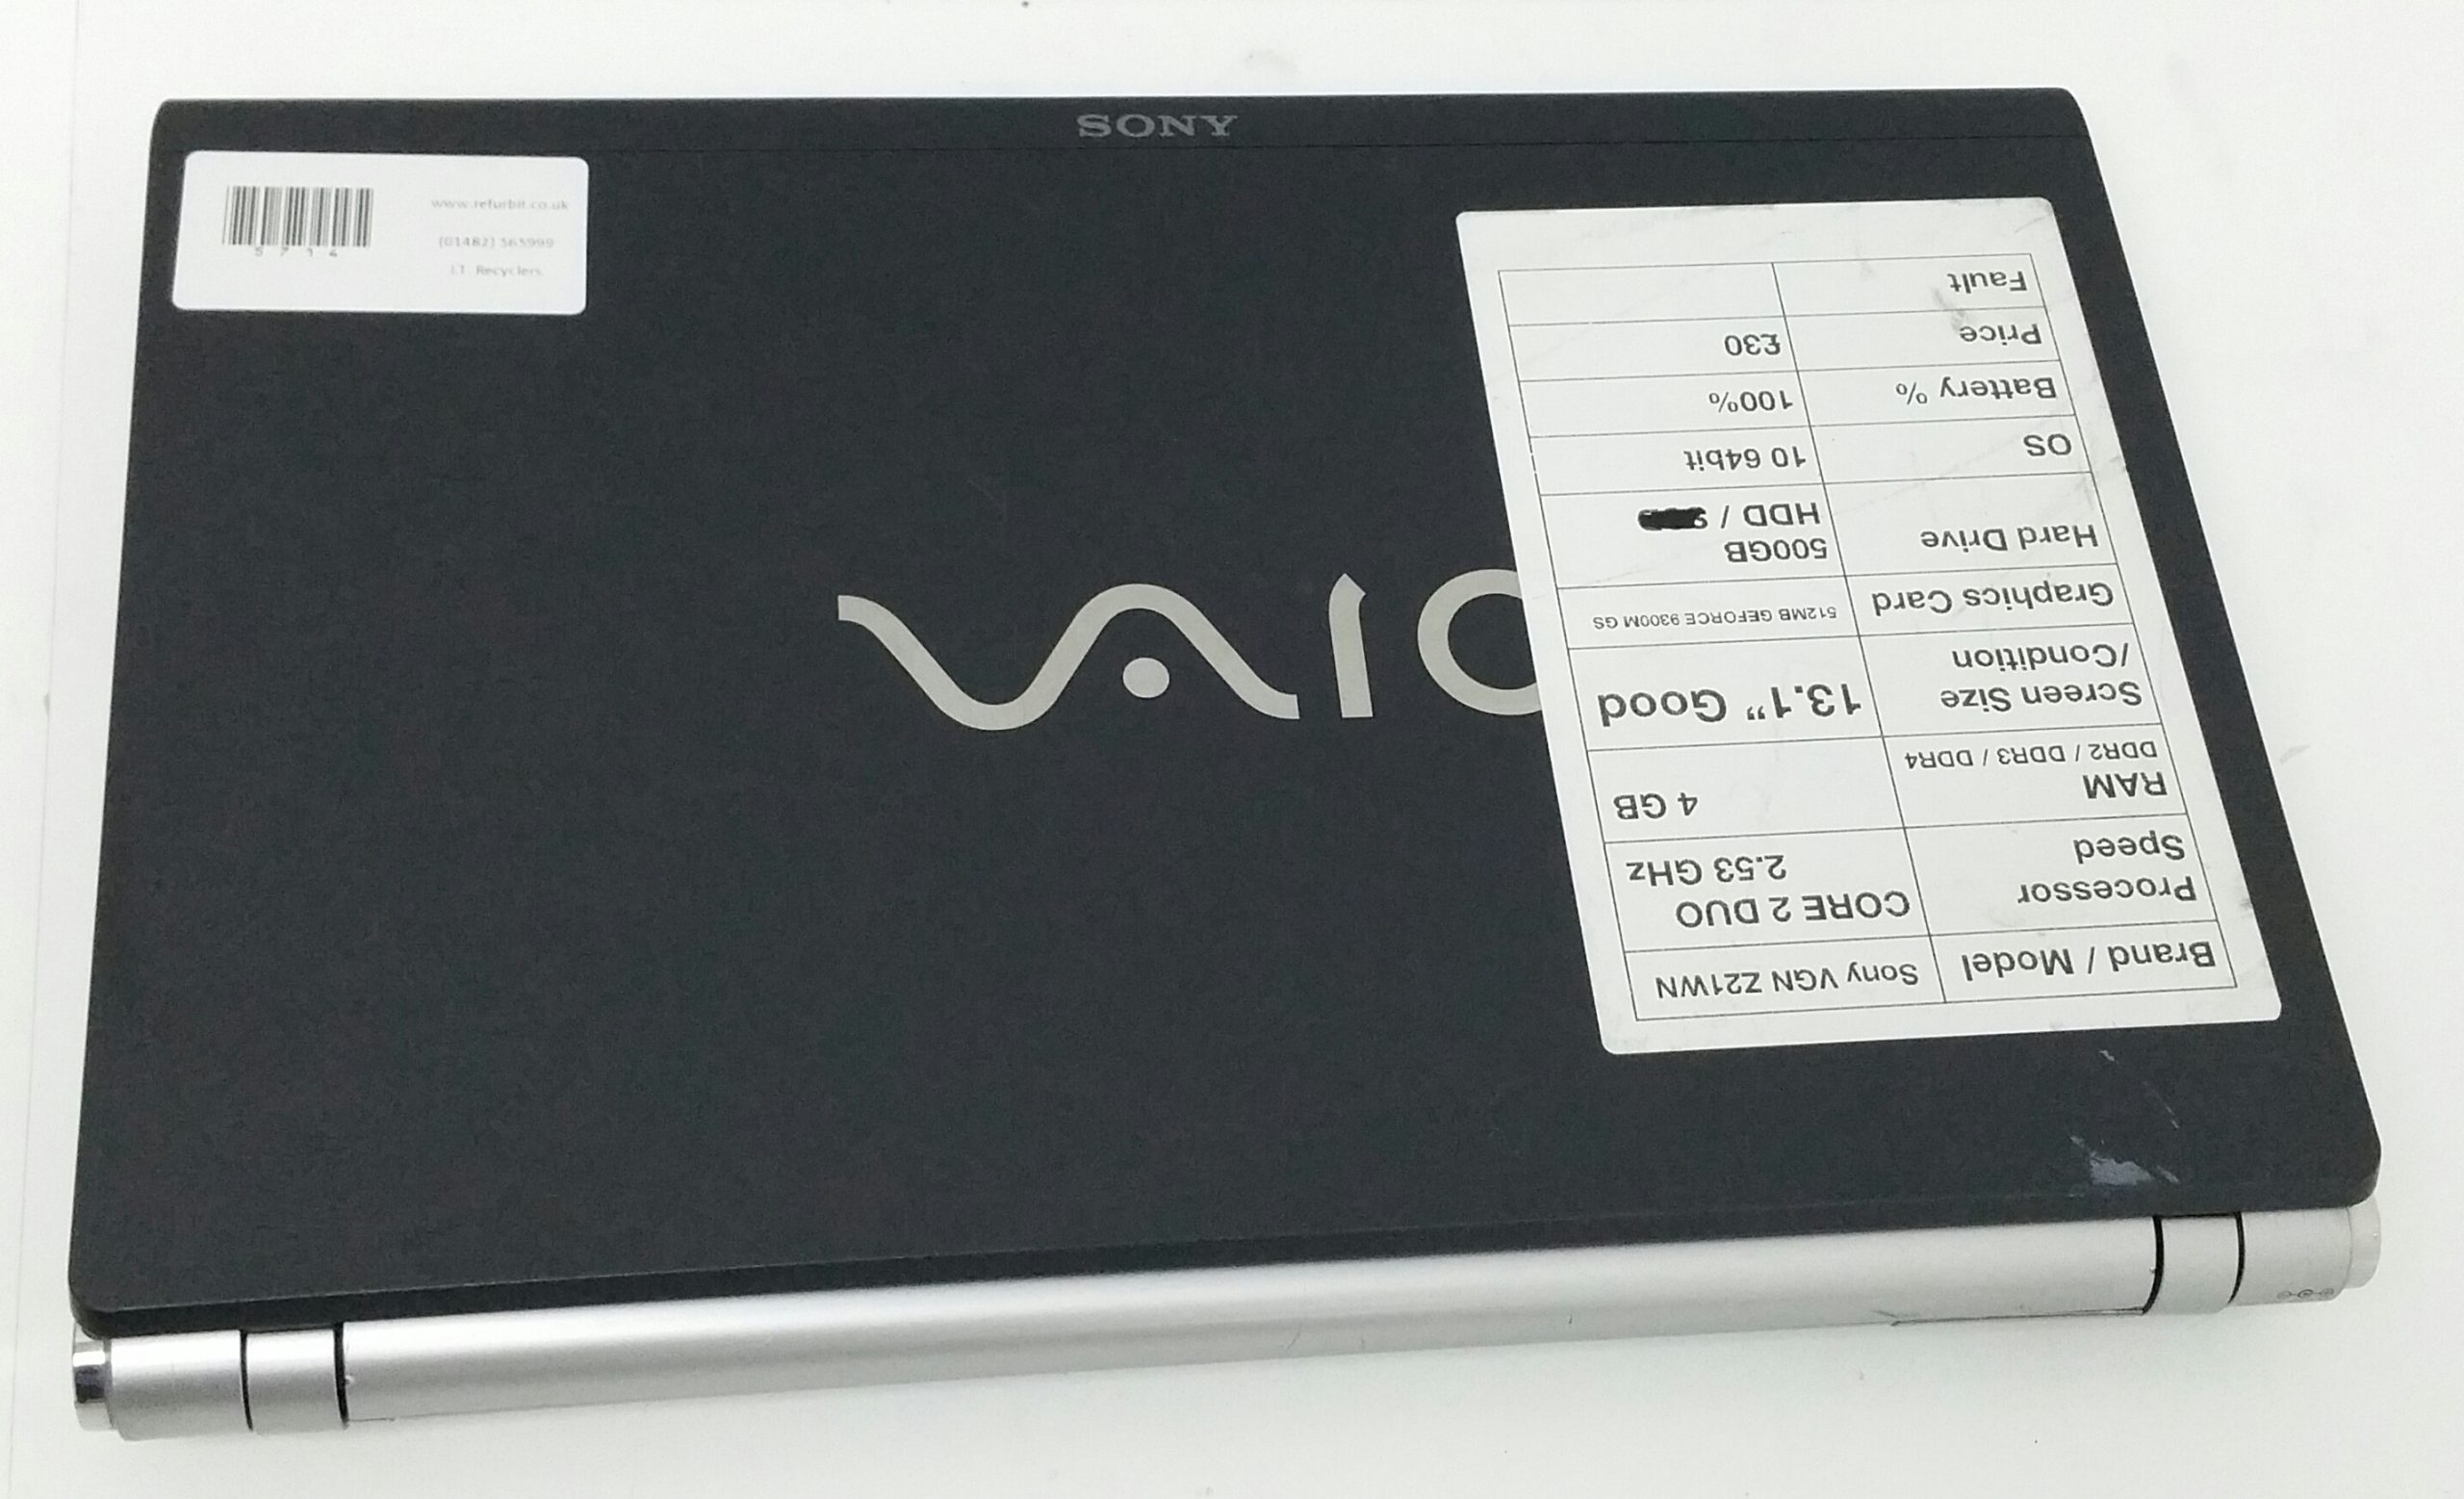 SONY
www.refurbit.co.uk
(01482) 565999
I.T. Recyclers
5714
VAIO
Brand / Model Sony VGN Z21WN
Processor Speed CORE 2 DUO 2.53 GHz
RAM DDR2 / DDR3 / DDR4 4 GB
Screen Size /Condition 13.1” Good
Graphics Card 512MB GEFORCE 9300M GS
Hard Drive 500GB HDD /
OS 10 64bit
Battery % 100%
Price £30
Fault